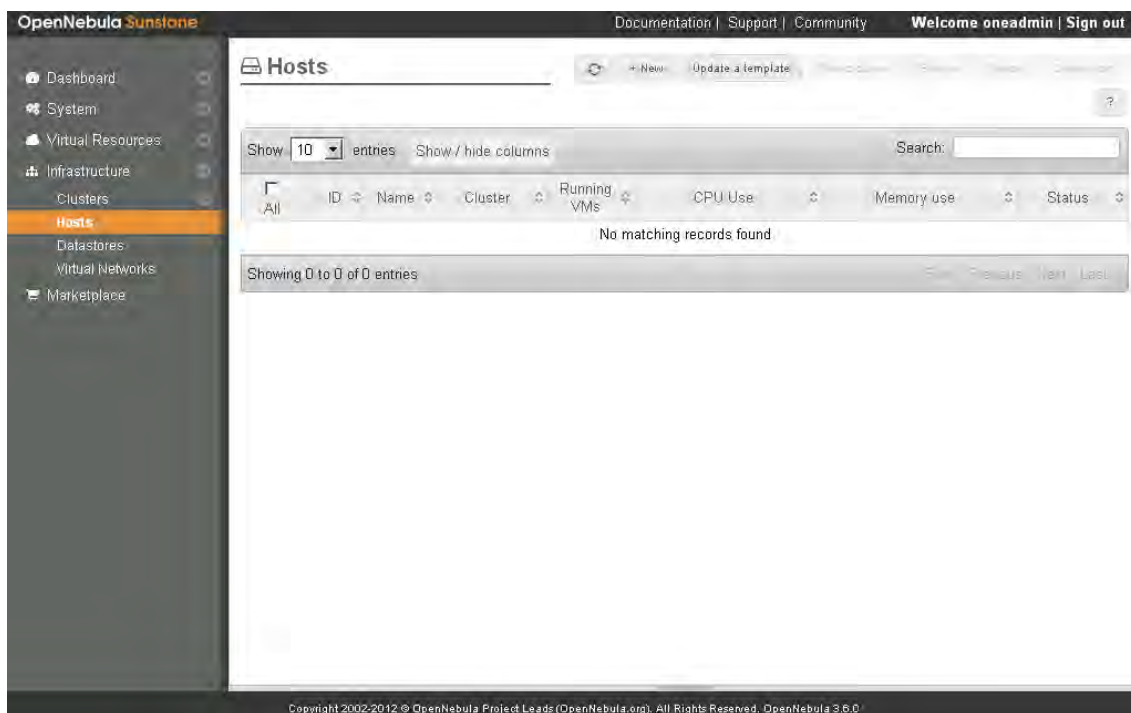 OpenNebula Sunstone
Documentation | Support | Community Welcome oneadmin | Sign out
Dashboard
System
Virtual Resources
Infrastructure
Clusters
Hosts
Datastores
Virtual Networks
Marketplace
Hosts
+ New Update a template
?
Show 10 entries Show / hide columns Search:
All ID Name Cluster Running VMs CPU Use Memory use Status
No matching records found
Showing 0 to 0 of 0 entries Previous Next Last
Copyright 2002-2012 © OpenNebula Project Leads (OpenNebula.org). All Rights Reserved. OpenNebula 3.6.0